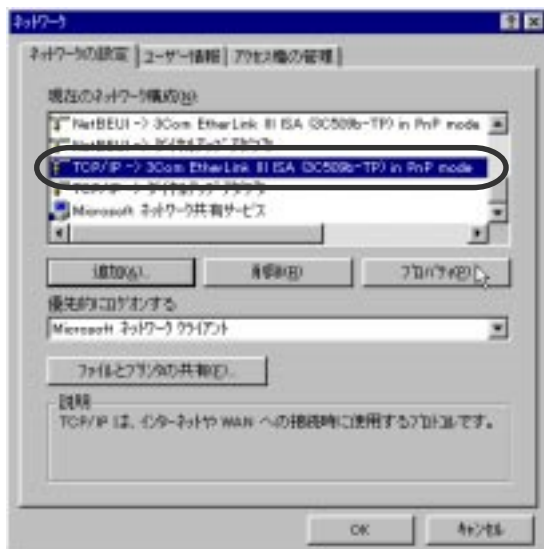 ネットワーク
ネットワークの設定 ユーザー情報 アクセス権の管理
現在のネットワーク構成(N)
NetBEUI -> 3Com EtherLink III ISA (3C509b-TP) in PnP mode
NetBEUI -> ダイヤルアップ アダプタ
TCP/IP -> 3Com EtherLink III ISA (3C509b-TP) in PnP mode
TCP/IP -> ダイヤルアップ アダプタ
Microsoft ネットワーク共有サービス
追加(A)... 削除(R) プロパティ(P)
優先的にログオンする
Microsoft ネットワーク クライアント
ファイルとプリンタの共有(F)...
説明
TCP/IP は、インターネットや WAN への接続時に使用するプロトコルです。
OK キャンセル